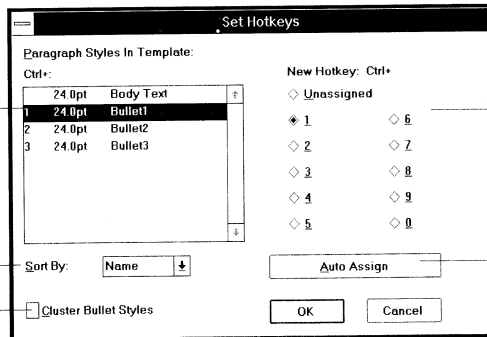 Set Hotkeys
Paragraph Styles In Template:
Ctrl+:
New Hotkey: Ctrl+
24.0pt Body Text
1 24.0pt Bullet1
2 24.0pt Bullet2
3 24.0pt Bullet3
Unassigned
1 6
2 7
3 8
4 9
5 0
Sort By: Name
Auto Assign
Cluster Bullet Styles
OK Cancel